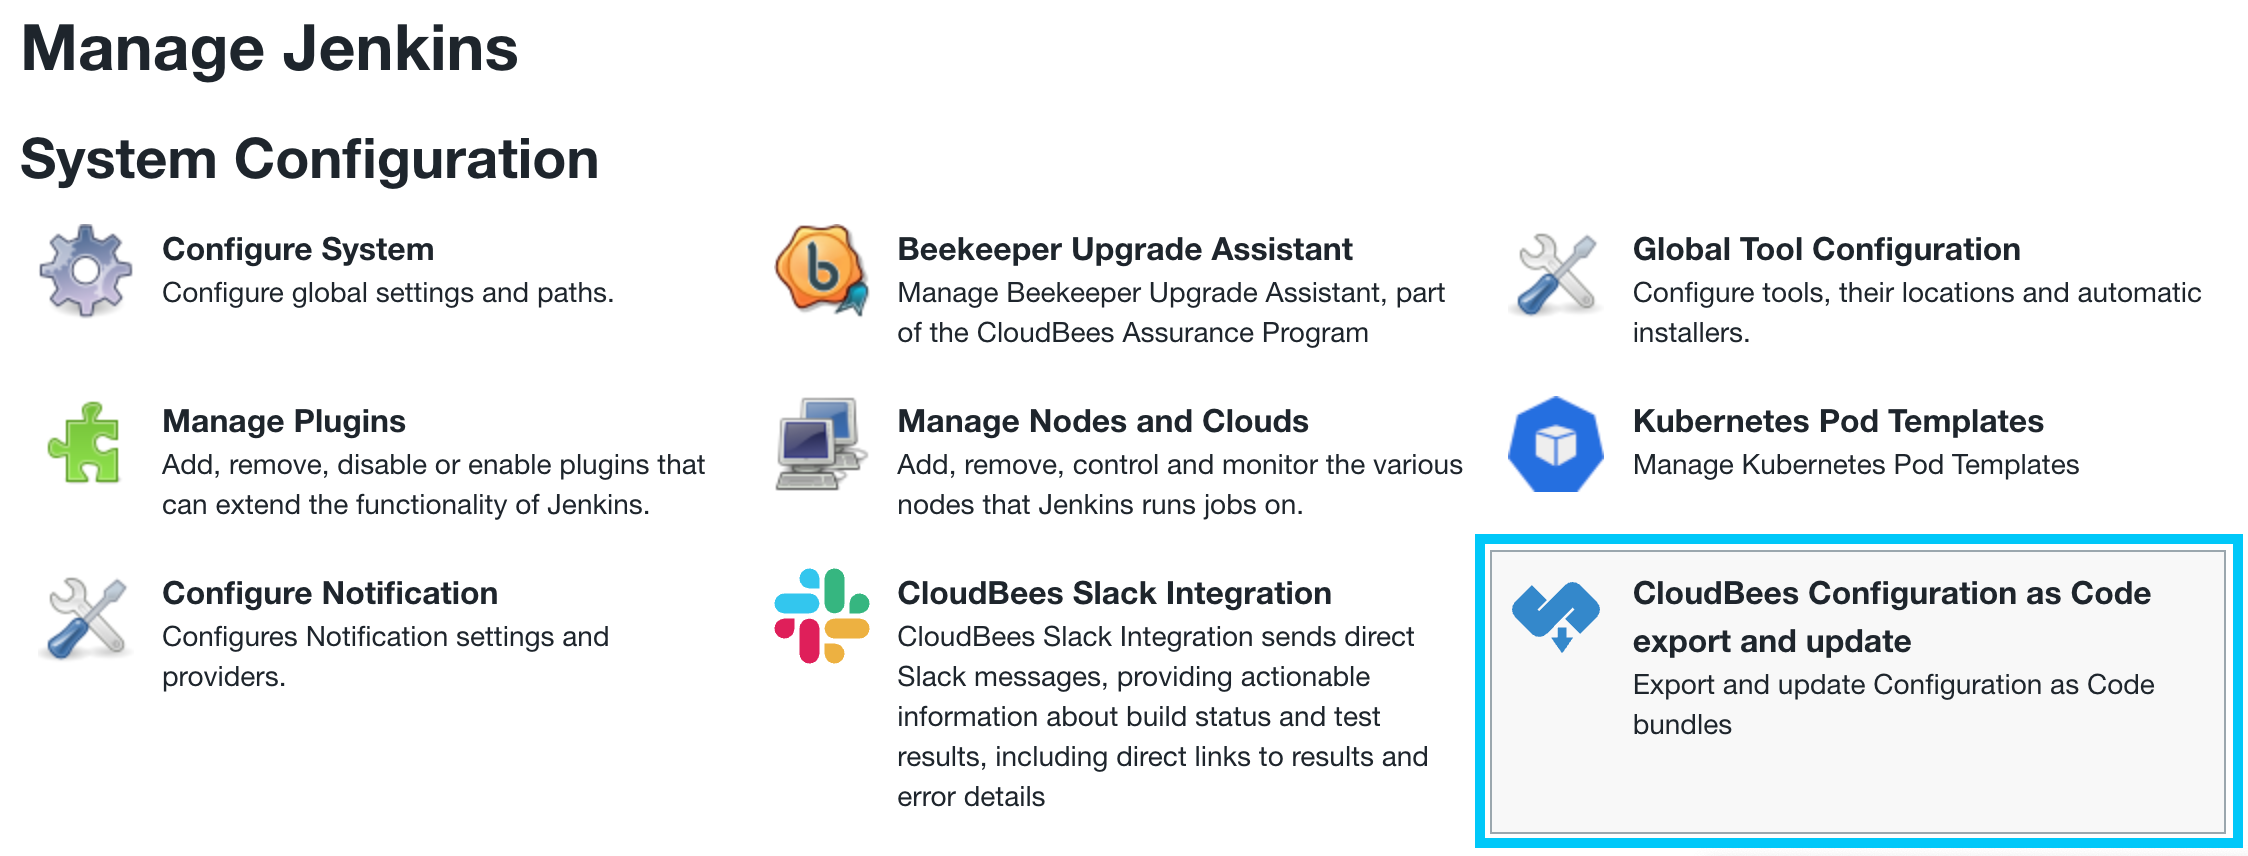 Manage Jenkins
System Configuration
Configure System
Configure global settings and paths.
Beekeeper Upgrade Assistant
Manage Beekeeper Upgrade Assistant, part
of the CloudBees Assurance Program
Global Tool Configuration
Configure tools, their locations and automatic
installers.
Manage Plugins
Add, remove, disable or enable plugins that
can extend the functionality of Jenkins.
Manage Nodes and Clouds
Add, remove, control and monitor the various
nodes that Jenkins runs jobs on.
Kubernetes Pod Templates
Manage Kubernetes Pod Templates
Configure Notification
Configures Notification settings and
providers.
CloudBees Slack Integration
CloudBees Slack Integration sends direct
Slack messages, providing actionable
information about build status and test
results, including direct links to results and
error details
CloudBees Configuration as Code
export and update
Export and update Configuration as Code
bundles